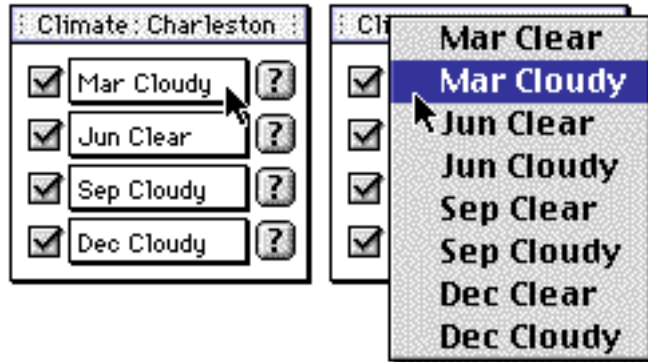 Climate: Charleston
Mar Cloudy ?
Jun Clear ?
Sep Cloudy ?
Dec Cloudy ?
Cli
Mar Clear
Mar Cloudy
Jun Clear
Jun Cloudy
Sep Clear
Sep Cloudy
Dec Clear
Dec Cloudy